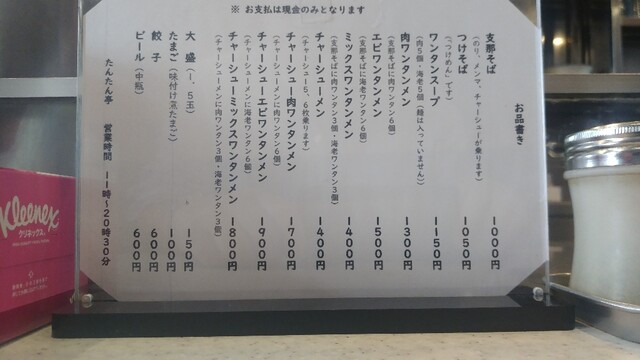 ※ お支払は現金のみとなります
お品書き
支那そば 1000円
(のり、メンマ、チャーシューが乗ります)
つけそば 1050円
(「つけめん」です)
ワンタンスープ 1150円
(肉5個・海老5個(麺は入っていません))
肉ワンタンメン 1300円
(支那そばに肉ワンタン6個)
エビワンタンメン 1500円
(支那そばに海老ワンタン6個)
ミックスワンタンメン 1400円
(支那そばに肉ワンタン3個・海老ワンタン3個)
チャーシューメン 1400円
(チャーシュー5、6枚乗ります)
チャーシュー肉ワンタンメン 1700円
(チャーシューメンに肉ワンタン6個)
チャーシューエビワンタンメン 1900円
(チャーシューメンに海老ワンタン6個)
チャーシューミックスワンタンメン 1800円
(チャーシューメンに肉ワンタン3個・海老ワンタン3個)
大盛(1、5玉) 150円
たまご(味付け煮たまご) 100円
餃子 600円
ビール(中瓶) 600円
たんたん亭 営業時間 11時~20時30分
Kleenex
クリネックス